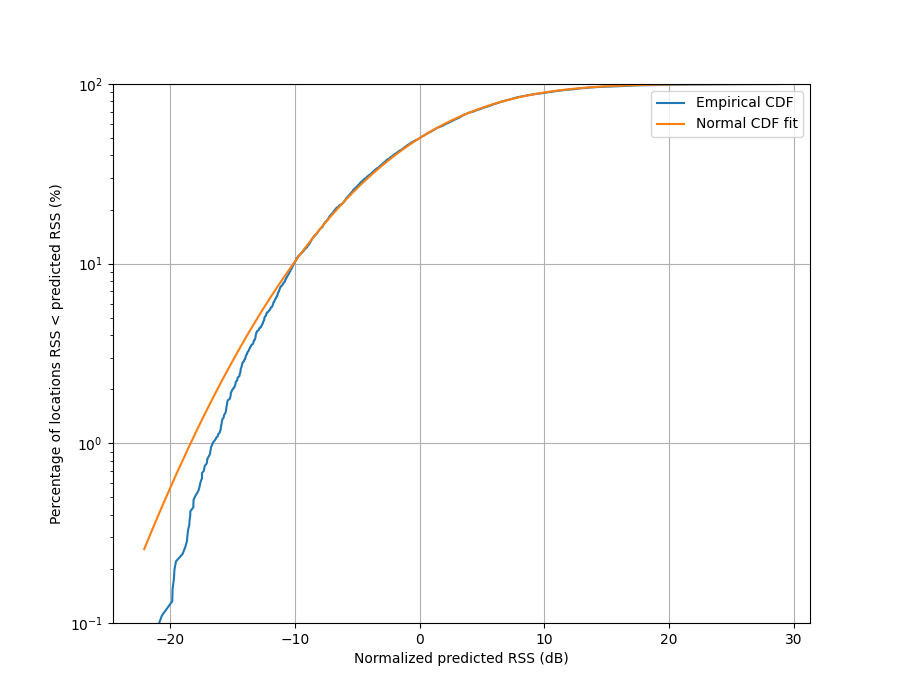 10²
10¹
10⁰
10⁻¹
Percentage of locations RSS < predicted RSS (%)
Empirical CDF
Normal CDF fit
−20 −10 0 10 20 30
Normalized predicted RSS (dB)